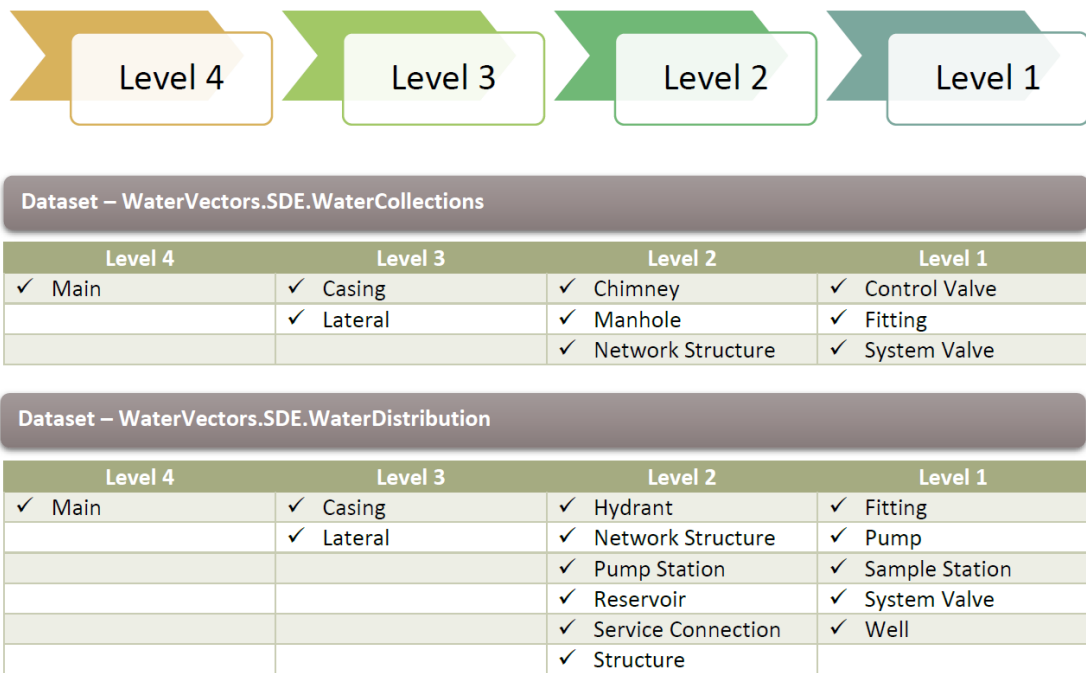 Level 4 Level 3 Level 2 Level 1
Dataset – WaterVectors.SDE.WaterCollections
Level 4 Level 3 Level 2 Level 1
✓ Main ✓ Casing ✓ Chimney ✓ Control Valve
✓ Lateral ✓ Manhole ✓ Fitting
✓ Network Structure ✓ System Valve
Dataset – WaterVectors.SDE.WaterDistribution
Level 4 Level 3 Level 2 Level 1
✓ Main ✓ Casing ✓ Hydrant ✓ Fitting
✓ Lateral ✓ Network Structure ✓ Pump
✓ Pump Station ✓ Sample Station
✓ Reservoir ✓ System Valve
✓ Service Connection ✓ Well
✓ Structure